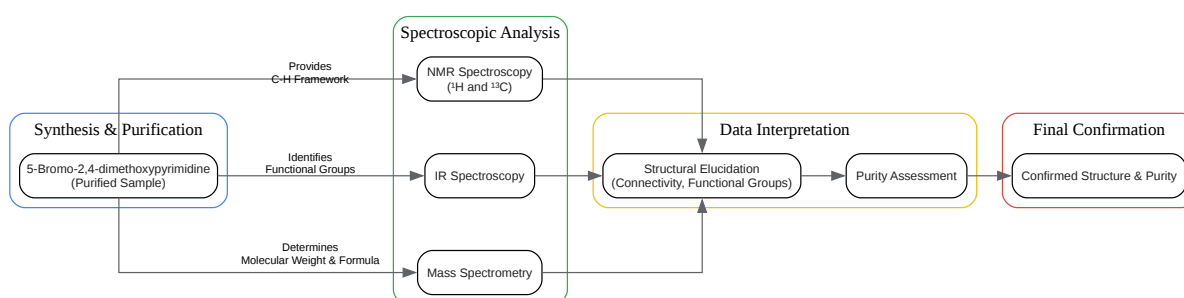 Spectroscopic Analysis
Provides
C-H Framework
NMR Spectroscopy
(¹H and ¹³C)
Synthesis & Purification
Data Interpretation
Final Confirmation
5-Bromo-2,4-dimethoxypyrimidine
(Purified Sample)
Identifies
Functional Groups
IR Spectroscopy
Structural Elucidation
(Connectivity, Functional Groups)
Purity Assessment
Confirmed Structure & Purity
Determines
Molecular Weight & Formula
Mass Spectrometry